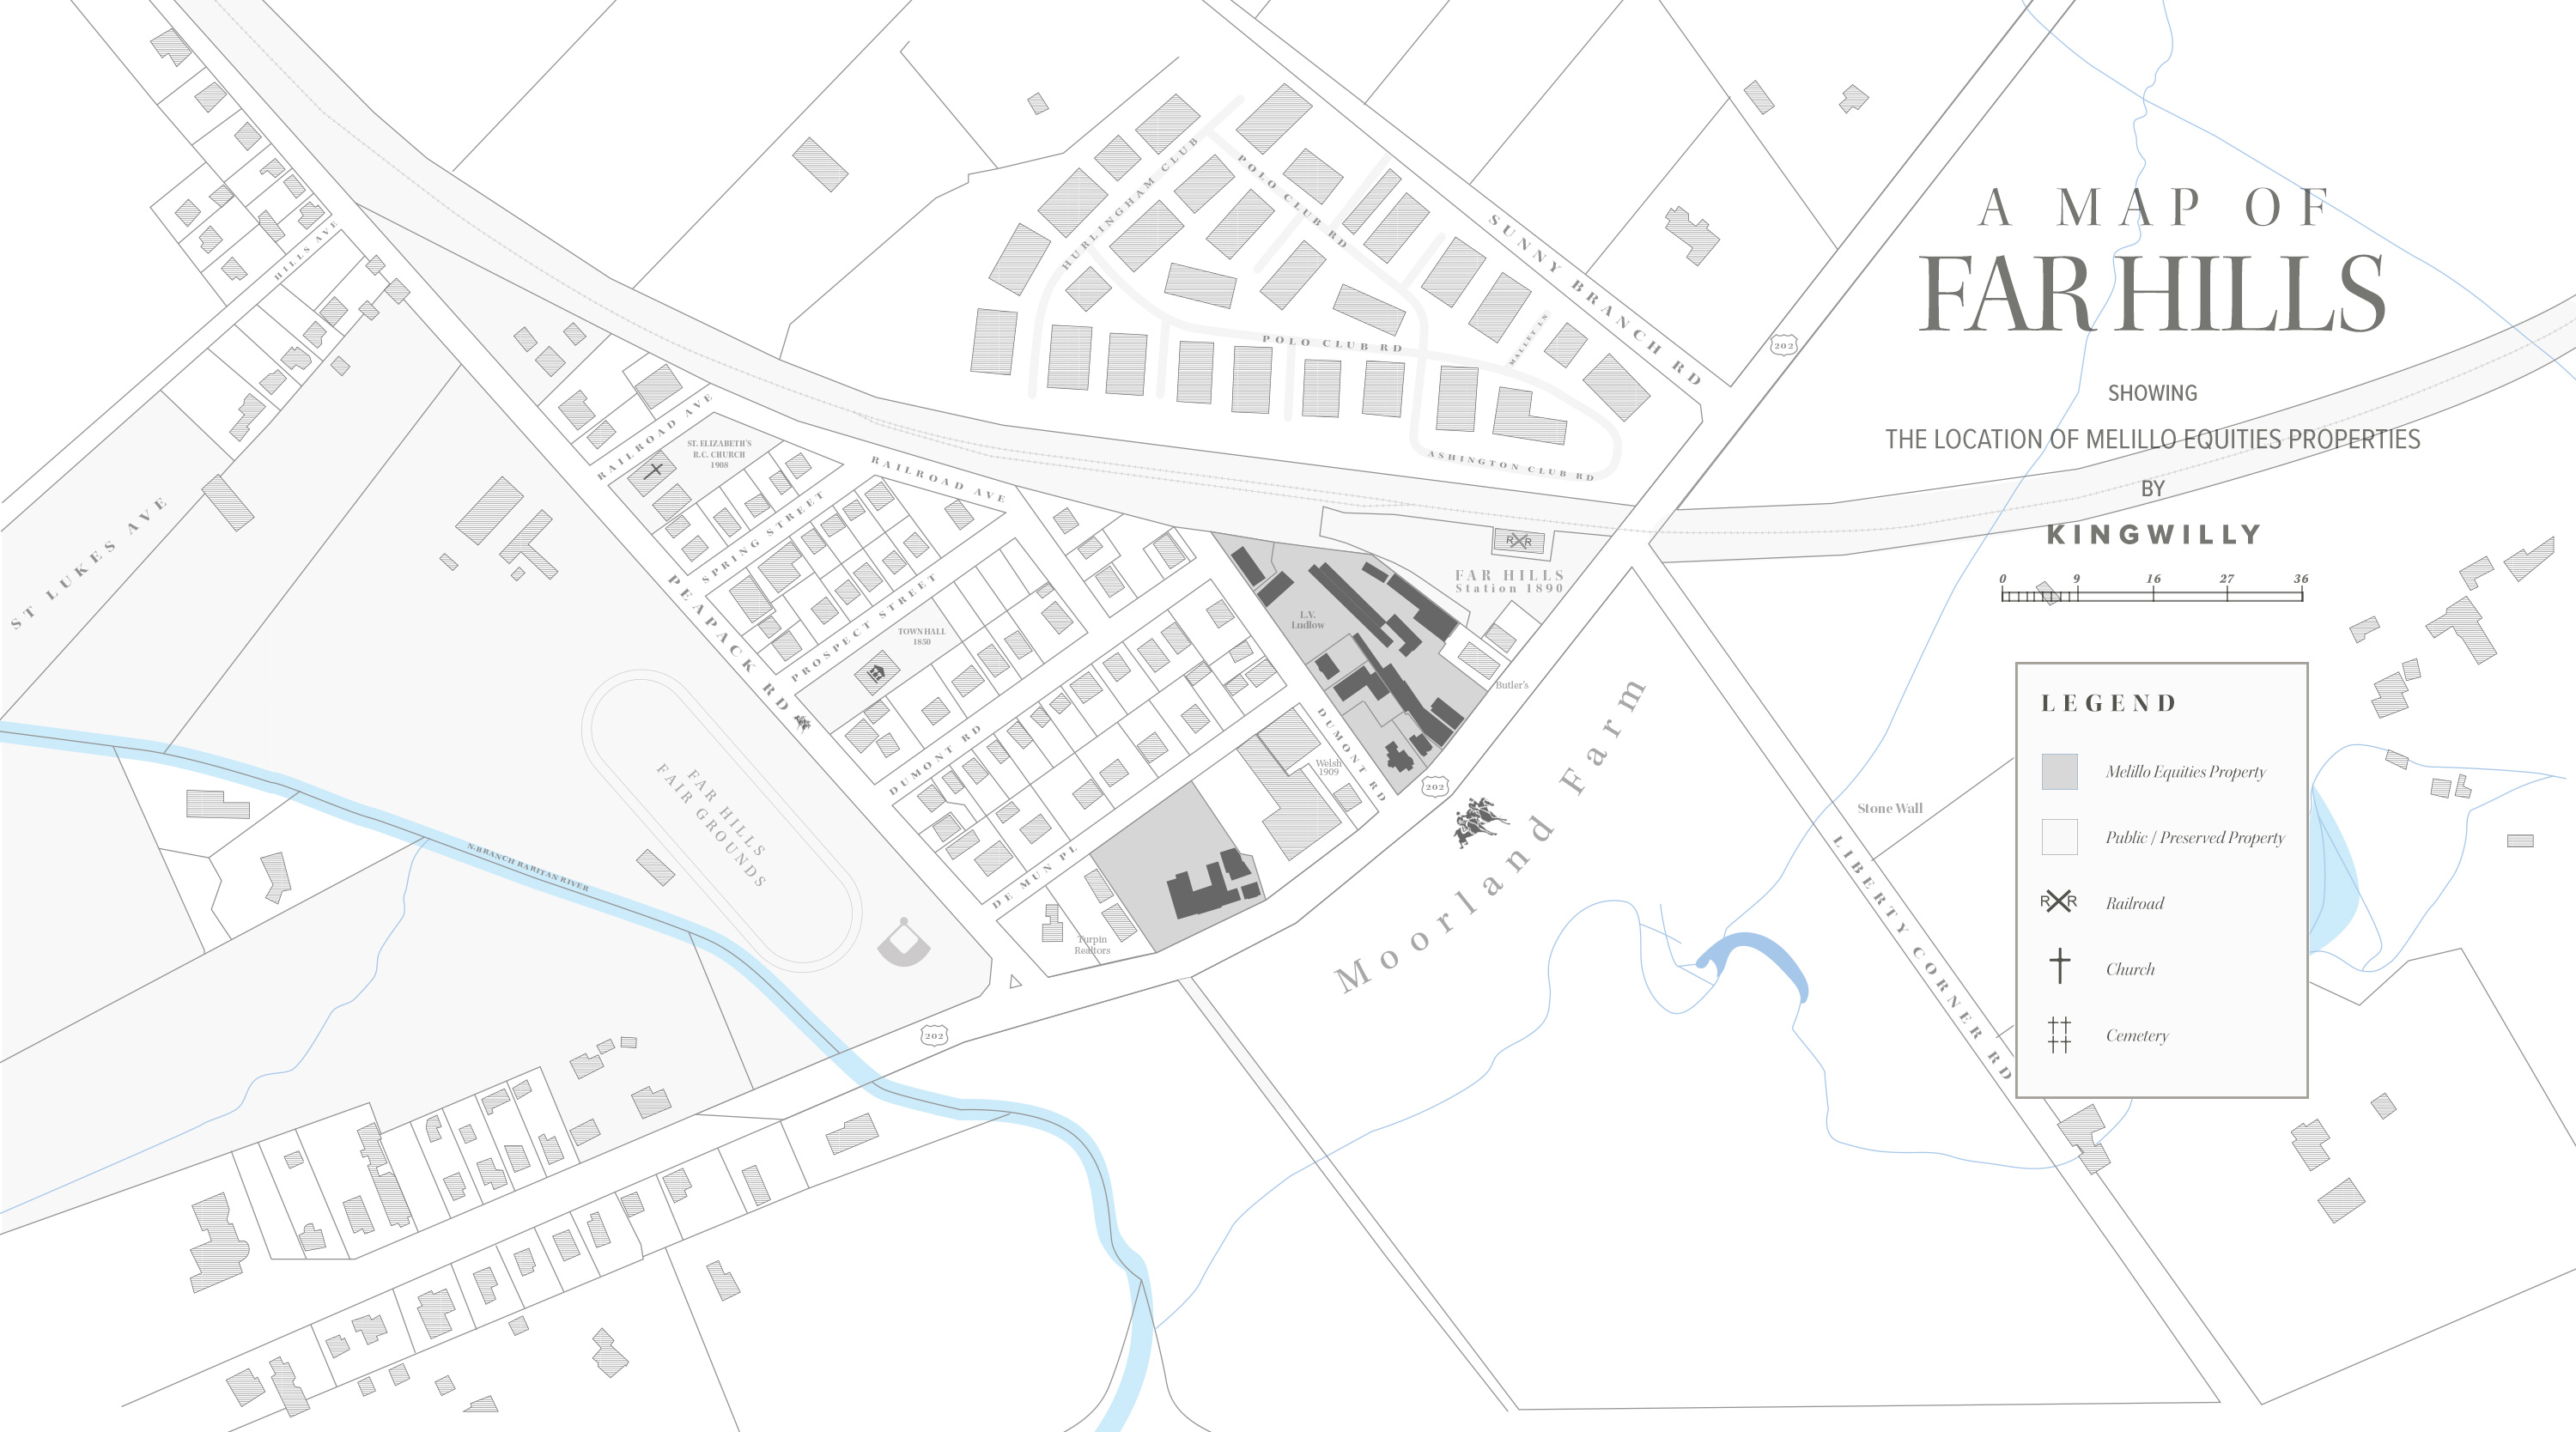 A MAP OF
FAR HILLS
SHOWING
THE LOCATION OF MELILLO EQUITIES PROPERTIES
BY
KINGWILLY
0 9 16 27 36
LEGEND
Melillo Equities Property
Public / Preserved Property
RR Railroad
Church
Cemetery
HILLS AVE
ST LUKES AVE
HURLINGHAM CLUB
POLO CLUB RD
POLO CLUB RD
MALLET LN
ASHINGTON CLUB RD
SUNNY BRANCH RD
202
RAILROAD AVE
ST. ELIZABETH'S
R.C. CHURCH
1908
RAILROAD AVE
SPRING STREET
PEAPACK RD
PROSPECT STREET
TOWN HALL
1850
DUMONT RD
DE MUN PL
RR
FAR HILLS
Station 1890
L.V.
Ludlow
Butler's
DUMONT RD
Welsh
1909
202
Moorland Farm
Stone Wall
LIBERTY CORNER RD
FAR HILLS
FAIR GROUNDS
N.BRANCH RARITAN RIVER
Turpin
Realtors
202